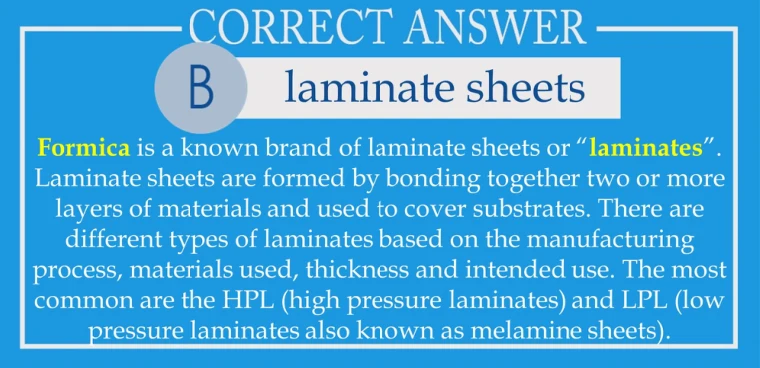 CORRECT ANSWER
B laminate sheets
Formica is a known brand of laminate sheets or “laminates”.
Laminate sheets are formed by bonding together two or more
layers of materials and used to cover substrates. There are
different types of laminates based on the manufacturing
process, materials used, thickness and intended use. The most
common are the HPL (high pressure laminates) and LPL (low
pressure laminates also known as melamine sheets).